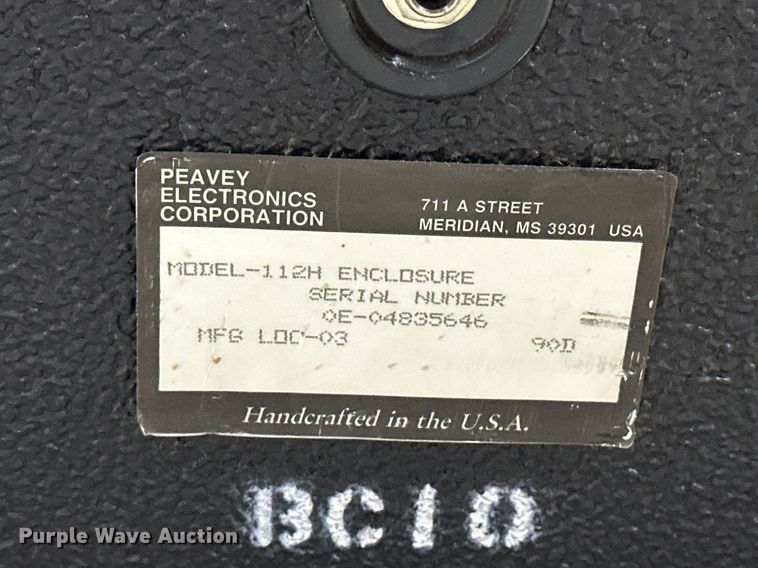 PEAVEY
ELECTRONICS
CORPORATION
711 A STREET
MERIDIAN, MS 39301 USA
MODEL-112H ENCLOSURE
SERIAL NUMBER
0E-04835646
MFG LOC-03 90D
Handcrafted in the U.S.A.
BC10
Purple Wave Auction